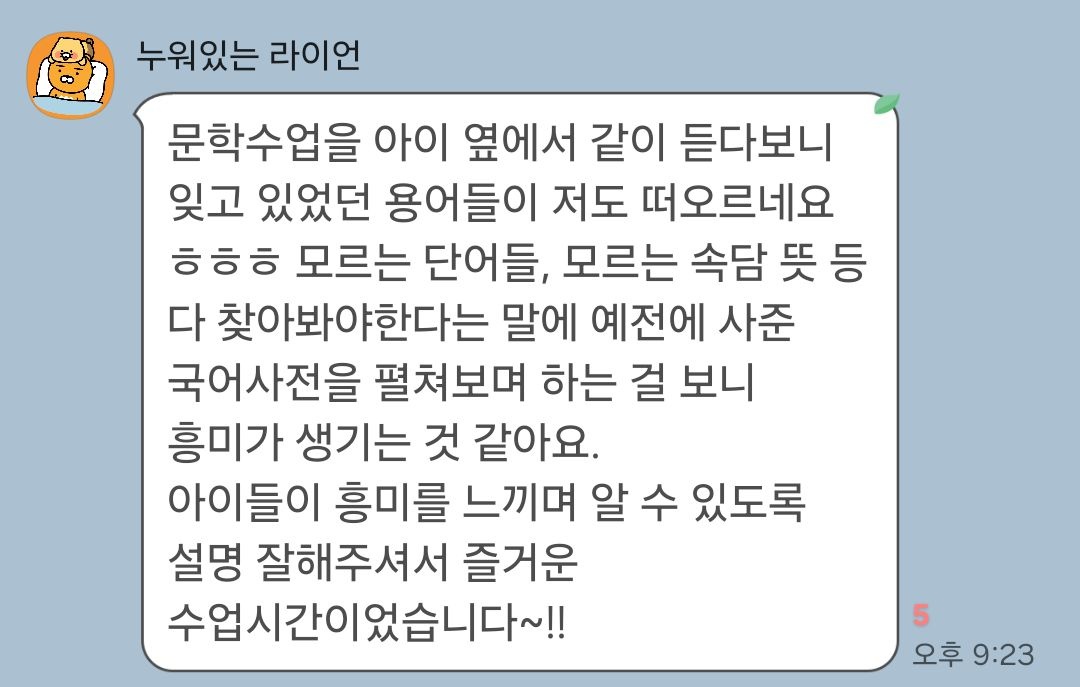 누워있는 라이언
문학수업을 아이 옆에서 같이 듣다보니
잊고 있었던 용어들이 저도 떠오르네요
ㅎㅎㅎ 모르는 단어들, 모르는 속담 뜻 등
다 찾아봐야한다는 말에 예전에 사준
국어사전을 펼쳐보며 하는 걸 보니
흥미가 생기는 것 같아요.
아이들이 흥미를 느끼며 알 수 있도록
설명 잘해주셔서 즐거운
수업시간이었습니다~!!
5
오후 9:23